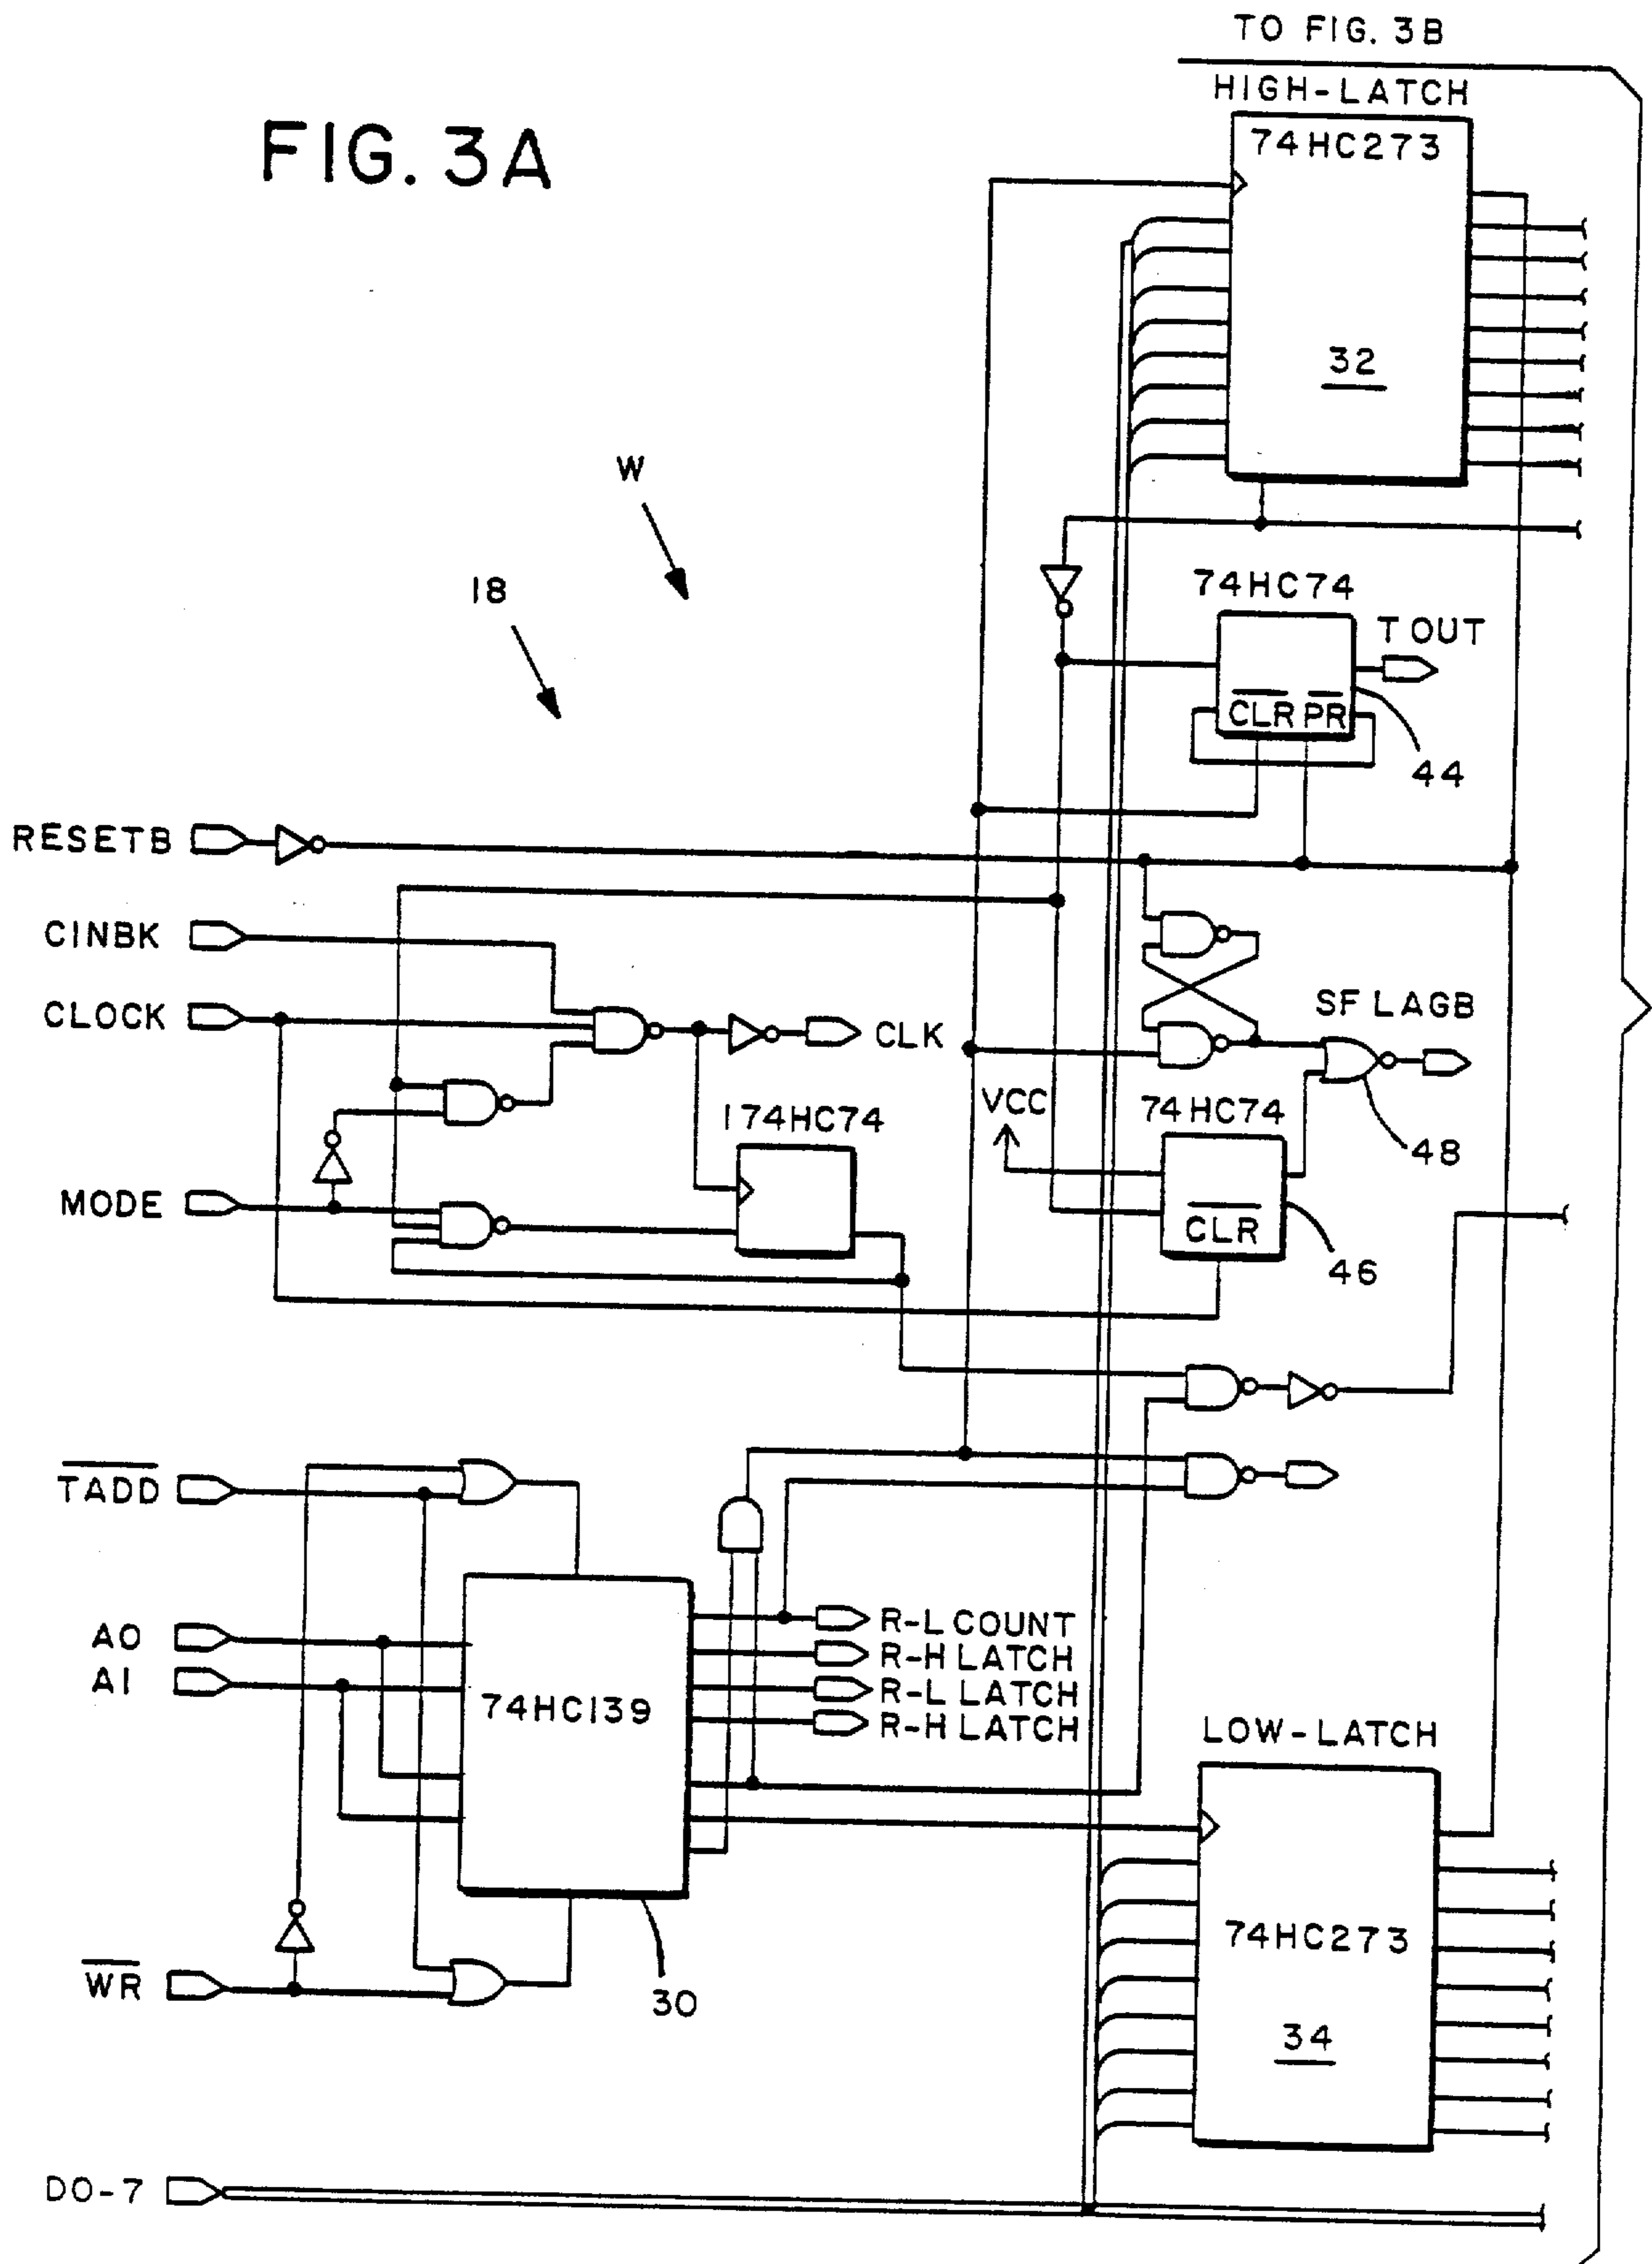 TO FIG. 3B
HIGH-LATCH
FIG. 3A
74HC273
32
W
18
74HC74
T OUT
CLR PR
44
RESETB
CINBK
CLOCK
CLK
SF LAGB
VCC
74HC74
174HC74
48
MODE
CLR
46
TADD
A0
A1
R-L COUNT
R-H LATCH
R-L LATCH
R-H LATCH
74HC139
LOW-LATCH
74HC273
WR
30
34
D0-7